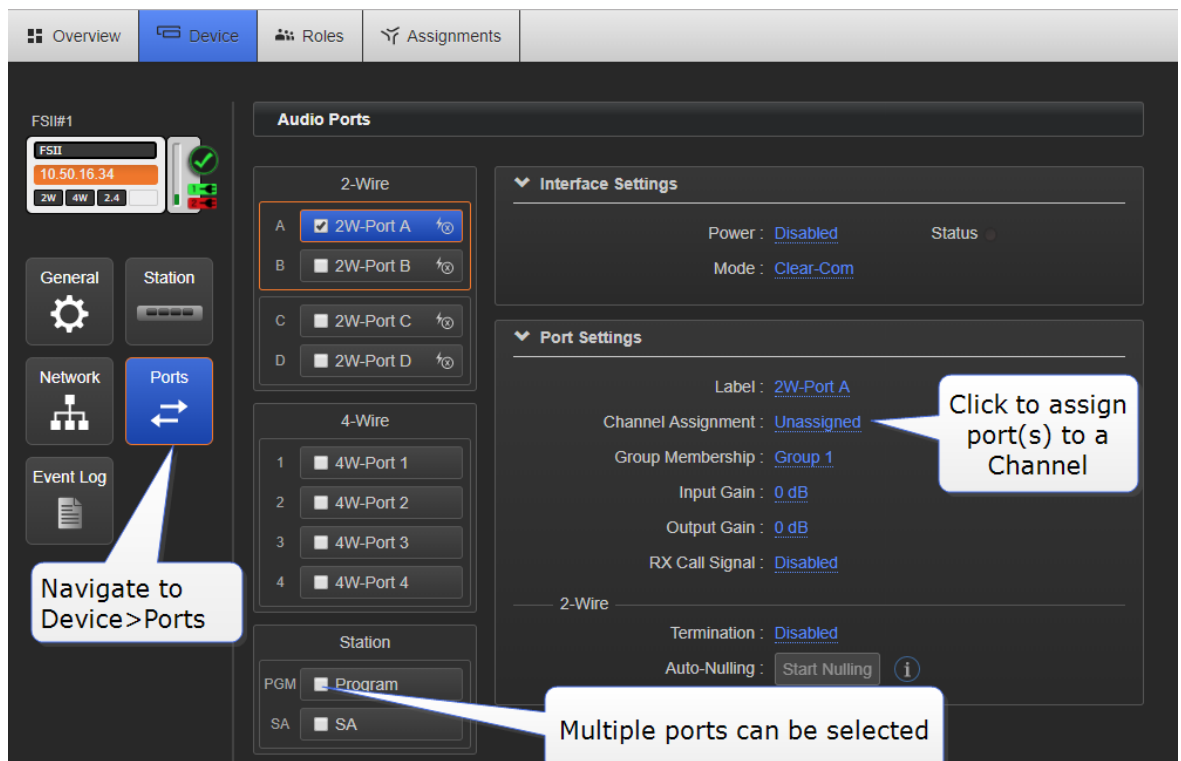 Overview
Device
Roles
Assignments
FSII#1
FSII
10.50.16.34
2W 4W 2.4
General
Station
Network
Ports
Event Log
Navigate to
Device>Ports
Audio Ports
2-Wire
A 2W-Port A
B 2W-Port B
C 2W-Port C
D 2W-Port D
4-Wire
1 4W-Port 1
2 4W-Port 2
3 4W-Port 3
4 4W-Port 4
Station
PGM Program
SA SA
Interface Settings
Power : Disabled Status
Mode : Clear-Com
Port Settings
Label : 2W-Port A
Channel Assignment : Unassigned
Group Membership : Group 1
Input Gain : 0 dB
Output Gain : 0 dB
RX Call Signal : Disabled
2-Wire
Termination : Disabled
Auto-Nulling : Start Nulling i
Click to assign
port(s) to a
Channel
Multiple ports can be selected